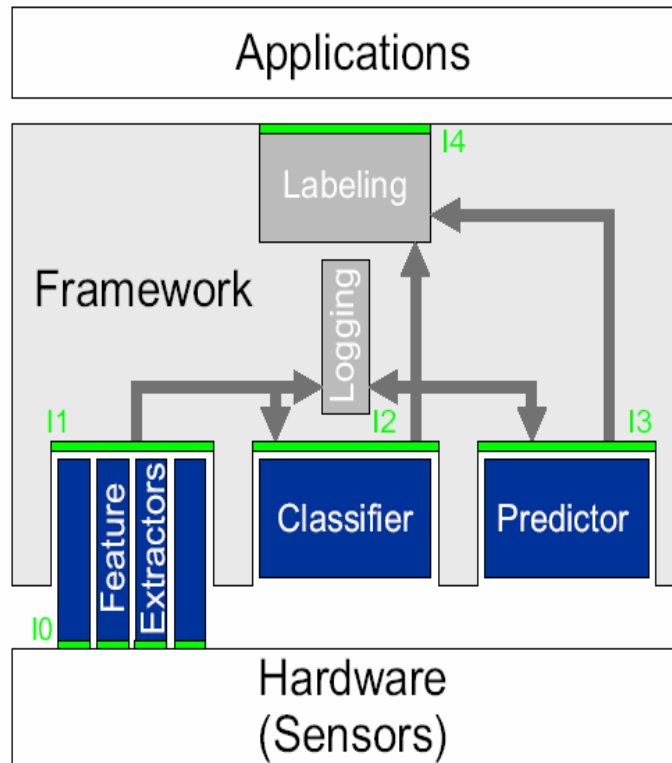 Applications
I4
Labeling
Framework
Logging
I1
I2
I3
Feature
Extractors
Classifier
Predictor
I0
Hardware
(Sensors)